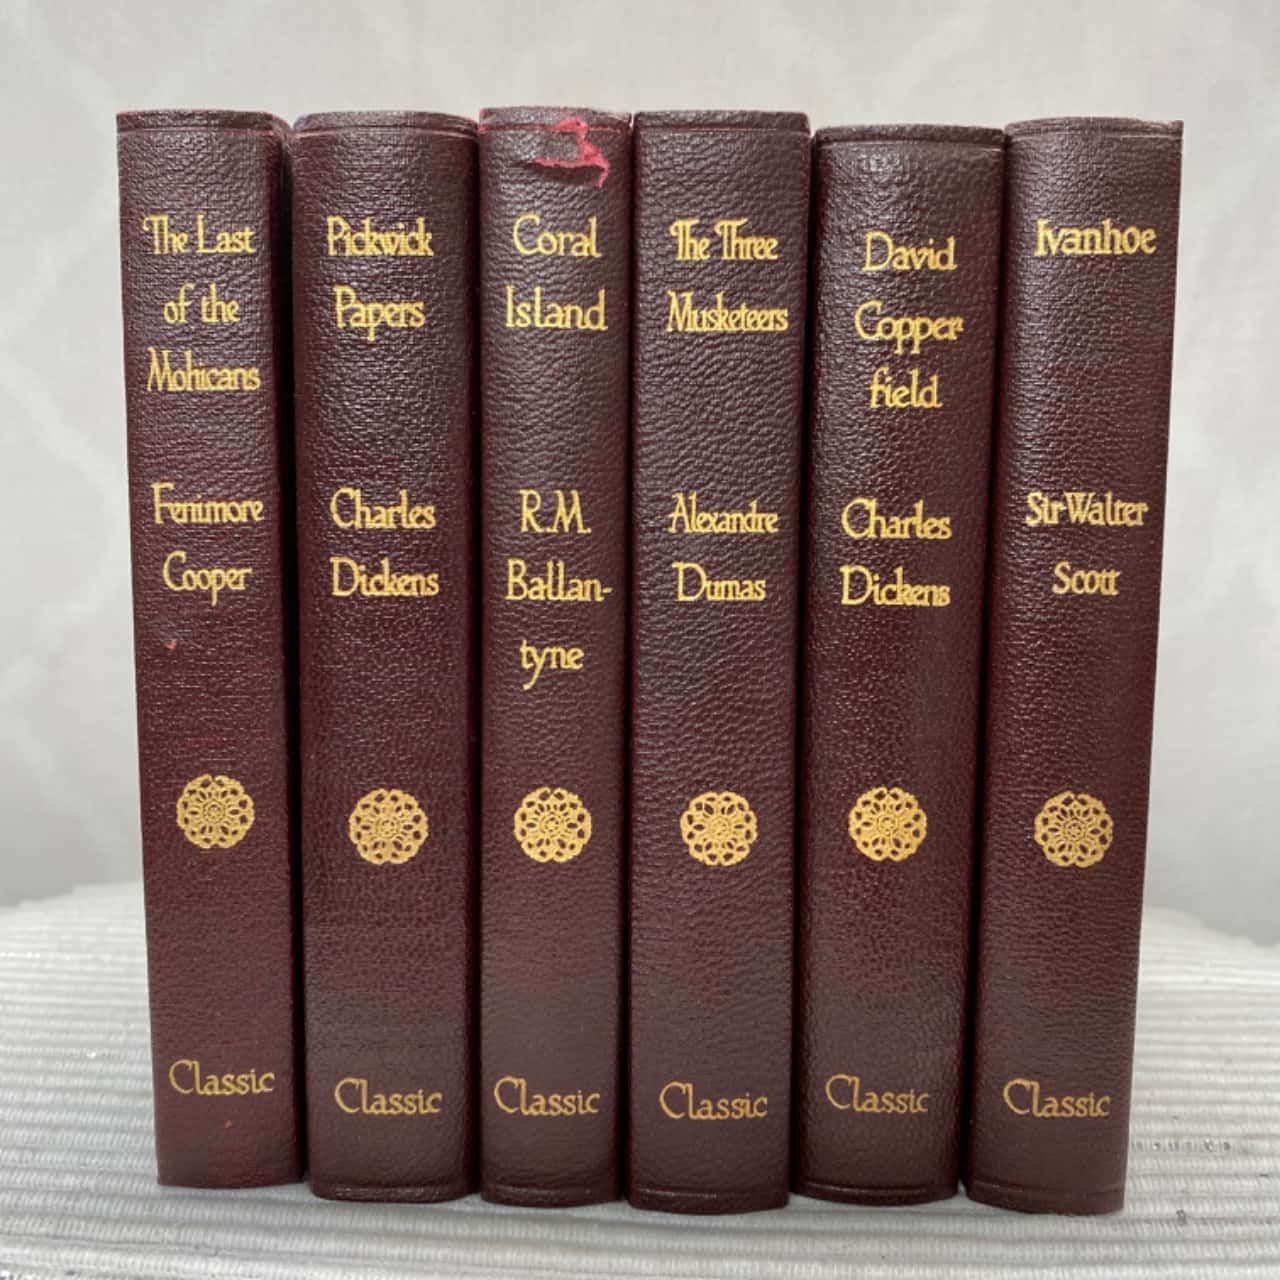 The Last
of the
Mohicans
Fenimore
Cooper
Classic
Pickwick
Papers
Charles
Dickens
Classic
Coral
Island
R.M.
Ballan-
tyne
Classic
The Three
Musketeers
Alexandre
Dumas
Classic
David
Copper
field
Charles
Dickens
Classic
Ivanhoe
Sir Walter
Scott
Classic